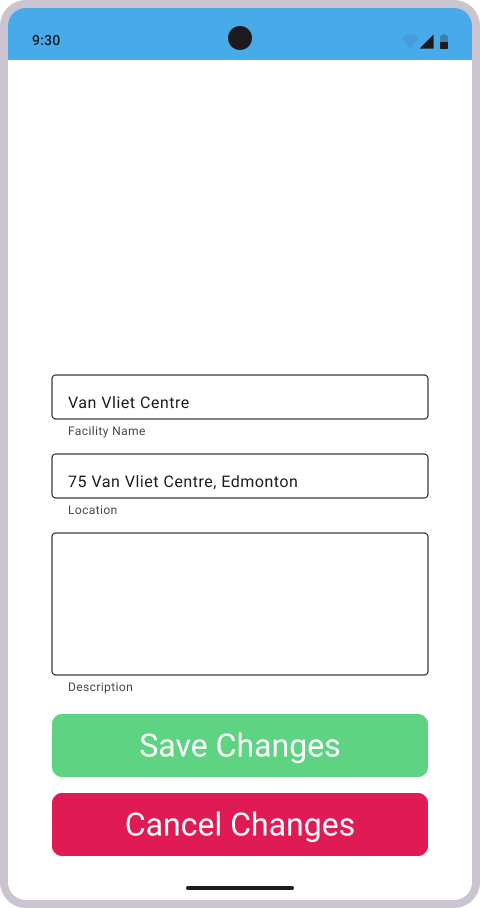 9:30
Van Vliet Centre
Facility Name
75 Van Vliet Centre, Edmonton
Location
Description
Save Changes
Cancel Changes